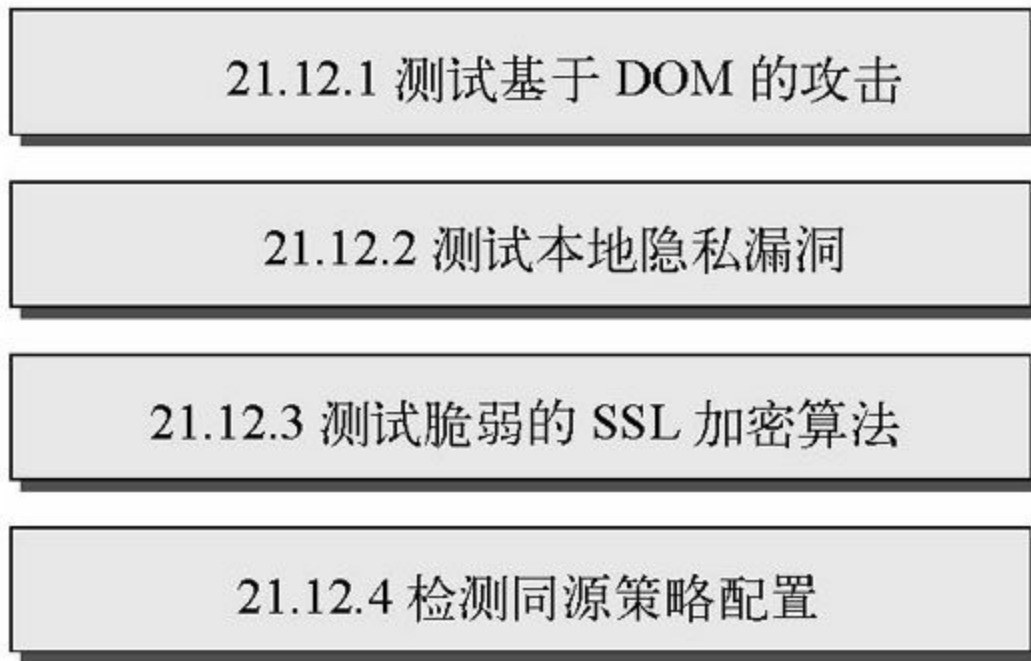 21.12.1 测试基于 DOM 的攻击
21.12.2 测试本地隐私漏洞
21.12.3 测试脆弱的 SSL 加密算法
21.12.4 检测同源策略配置